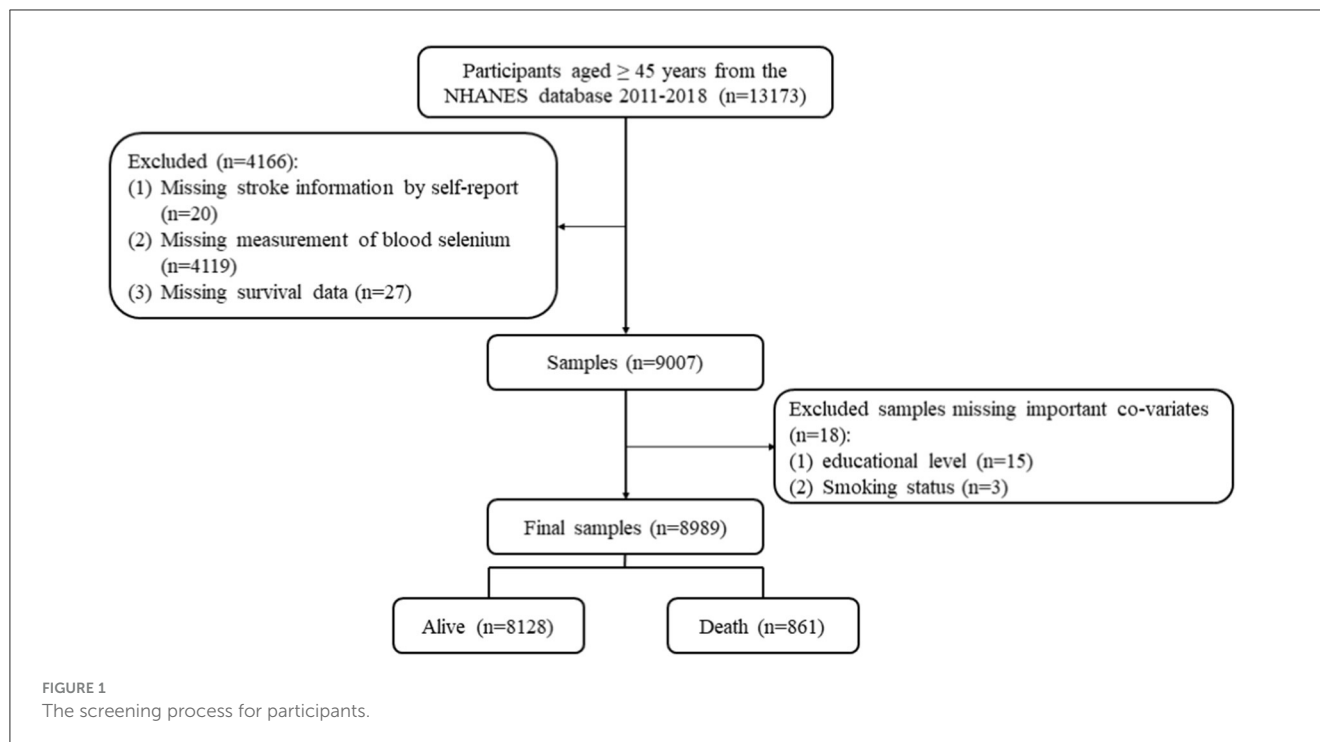 Participants aged ≥ 45 years from the
NHANES database 2011-2018 (n=13173)
Excluded (n=4166):
(1) Missing stroke information by self-report
(n=20)
(2) Missing measurement of blood selenium
(n=4119)
(3) Missing survival data (n=27)
Samples (n=9007)
Excluded samples missing important co-variates
(n=18):
(1) educational level (n=15)
(2) Smoking status (n=3)
Final samples (n=8989)
Alive (n=8128)
Death (n=861)
FIGURE 1
The screening process for participants.